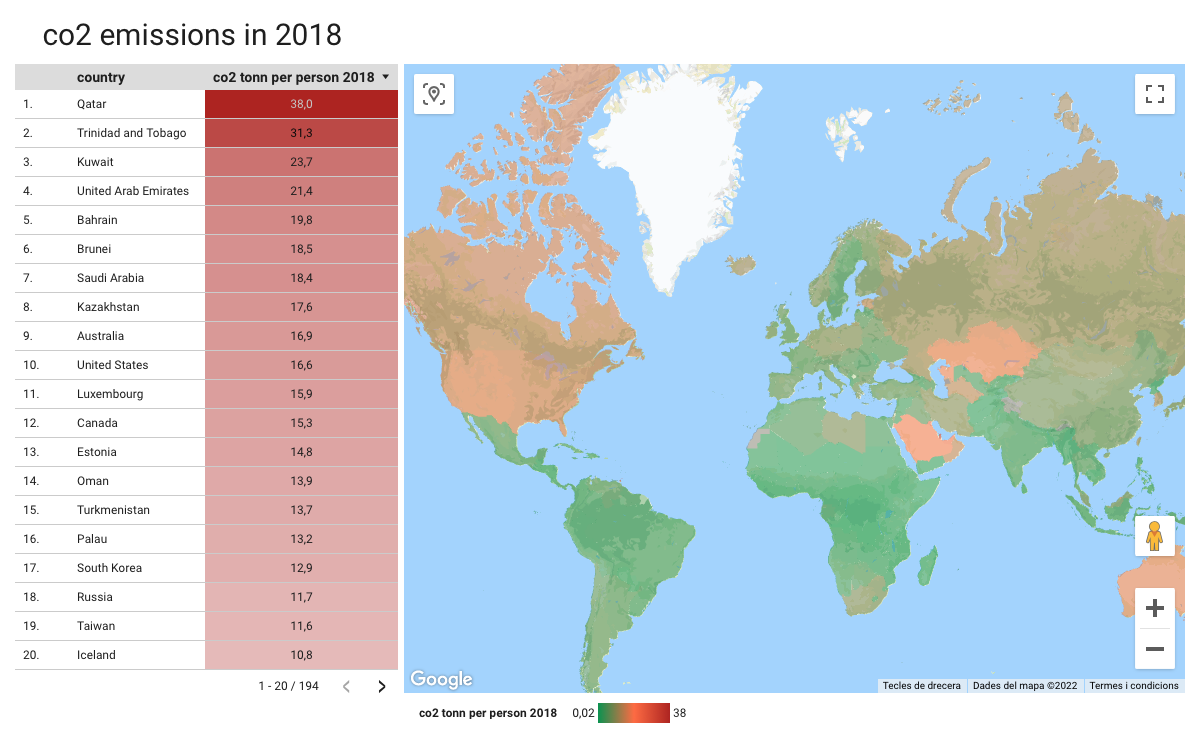 co2 emissions in 2018
country co2 tonn per person 2018
1. Qatar 38,0
2. Trinidad and Tobago 31,3
3. Kuwait 23,7
4. United Arab Emirates 21,4
5. Bahrain 19,8
6. Brunei 18,5
7. Saudi Arabia 18,4
8. Kazakhstan 17,6
9. Australia 16,9
10. United States 16,6
11. Luxembourg 15,9
12. Canada 15,3
13. Estonia 14,8
14. Oman 13,9
15. Turkmenistan 13,7
16. Palau 13,2
17. South Korea 12,9
18. Russia 11,7
19. Taiwan 11,6
20. Iceland 10,8
1 - 20 / 194
Google
Tecles de drecera Dades del mapa ©2022 Termes i condicions
co2 tonn per person 2018 0,02 38